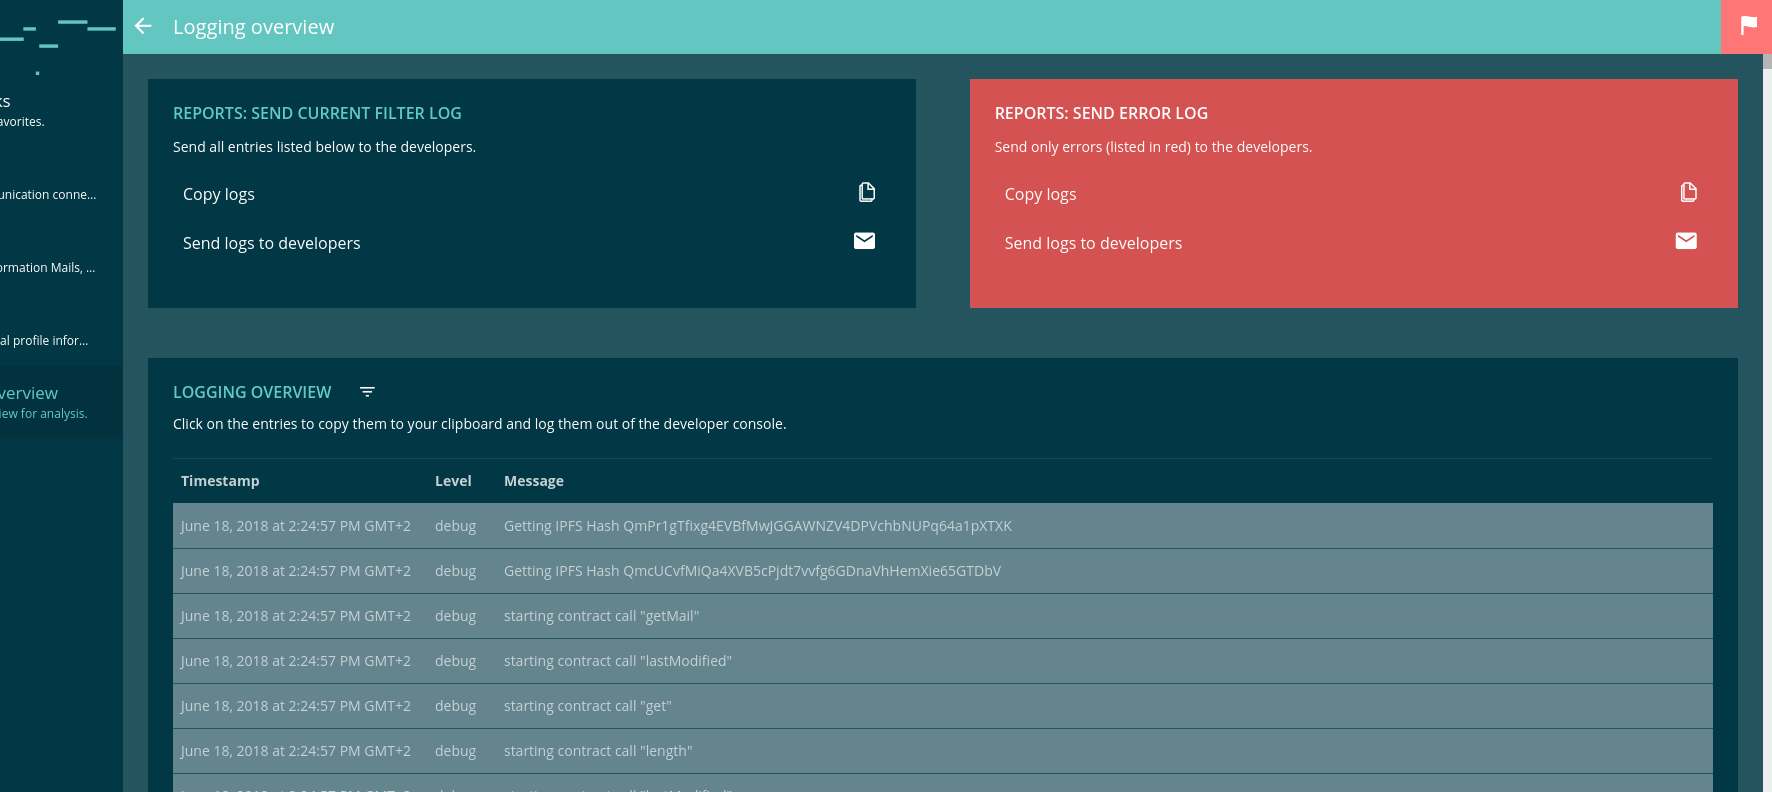 Logging overview
ks
avorites.
unication conne...
ormation Mails, ...
al profile infor...
verview
iew for analysis.
REPORTS: SEND CURRENT FILTER LOG
Send all entries listed below to the developers.
Copy logs
Send logs to developers
REPORTS: SEND ERROR LOG
Send only errors (listed in red) to the developers.
Copy logs
Send logs to developers
LOGGING OVERVIEW
Click on the entries to copy them to your clipboard and log them out of the developer console.
Timestamp Level Message
June 18, 2018 at 2:24:57 PM GMT+2 debug Getting IPFS Hash QmPr1gTfIxg4EVBfMwJGGAWNZV4DPVchbNUPq64a1pXTXK
June 18, 2018 at 2:24:57 PM GMT+2 debug Getting IPFS Hash QmcUCvfMiQa4XVB5cPjdt7vvfg6GDnaVhHemXie65GTDbV
June 18, 2018 at 2:24:57 PM GMT+2 debug starting contract call "getMail"
June 18, 2018 at 2:24:57 PM GMT+2 debug starting contract call "lastModified"
June 18, 2018 at 2:24:57 PM GMT+2 debug starting contract call "get"
June 18, 2018 at 2:24:57 PM GMT+2 debug starting contract call "length"